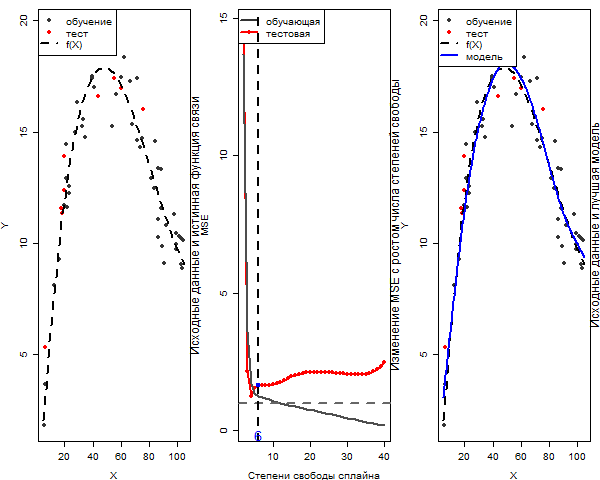 обучение
тест
f(X)
Y
5
10
15
20
20
40
60
80
100
X
Исходные данные и истинная функция связи
обучающая
тестовая
MSE
0
5
10
15
6
0
10
20
30
40
Степени свободы сплайна
Изменение MSE с ростом числа степеней свободы
обучение
тест
f(X)
модель
Y
5
10
15
20
20
40
60
80
100
X
Исходные данные и лучшая модель